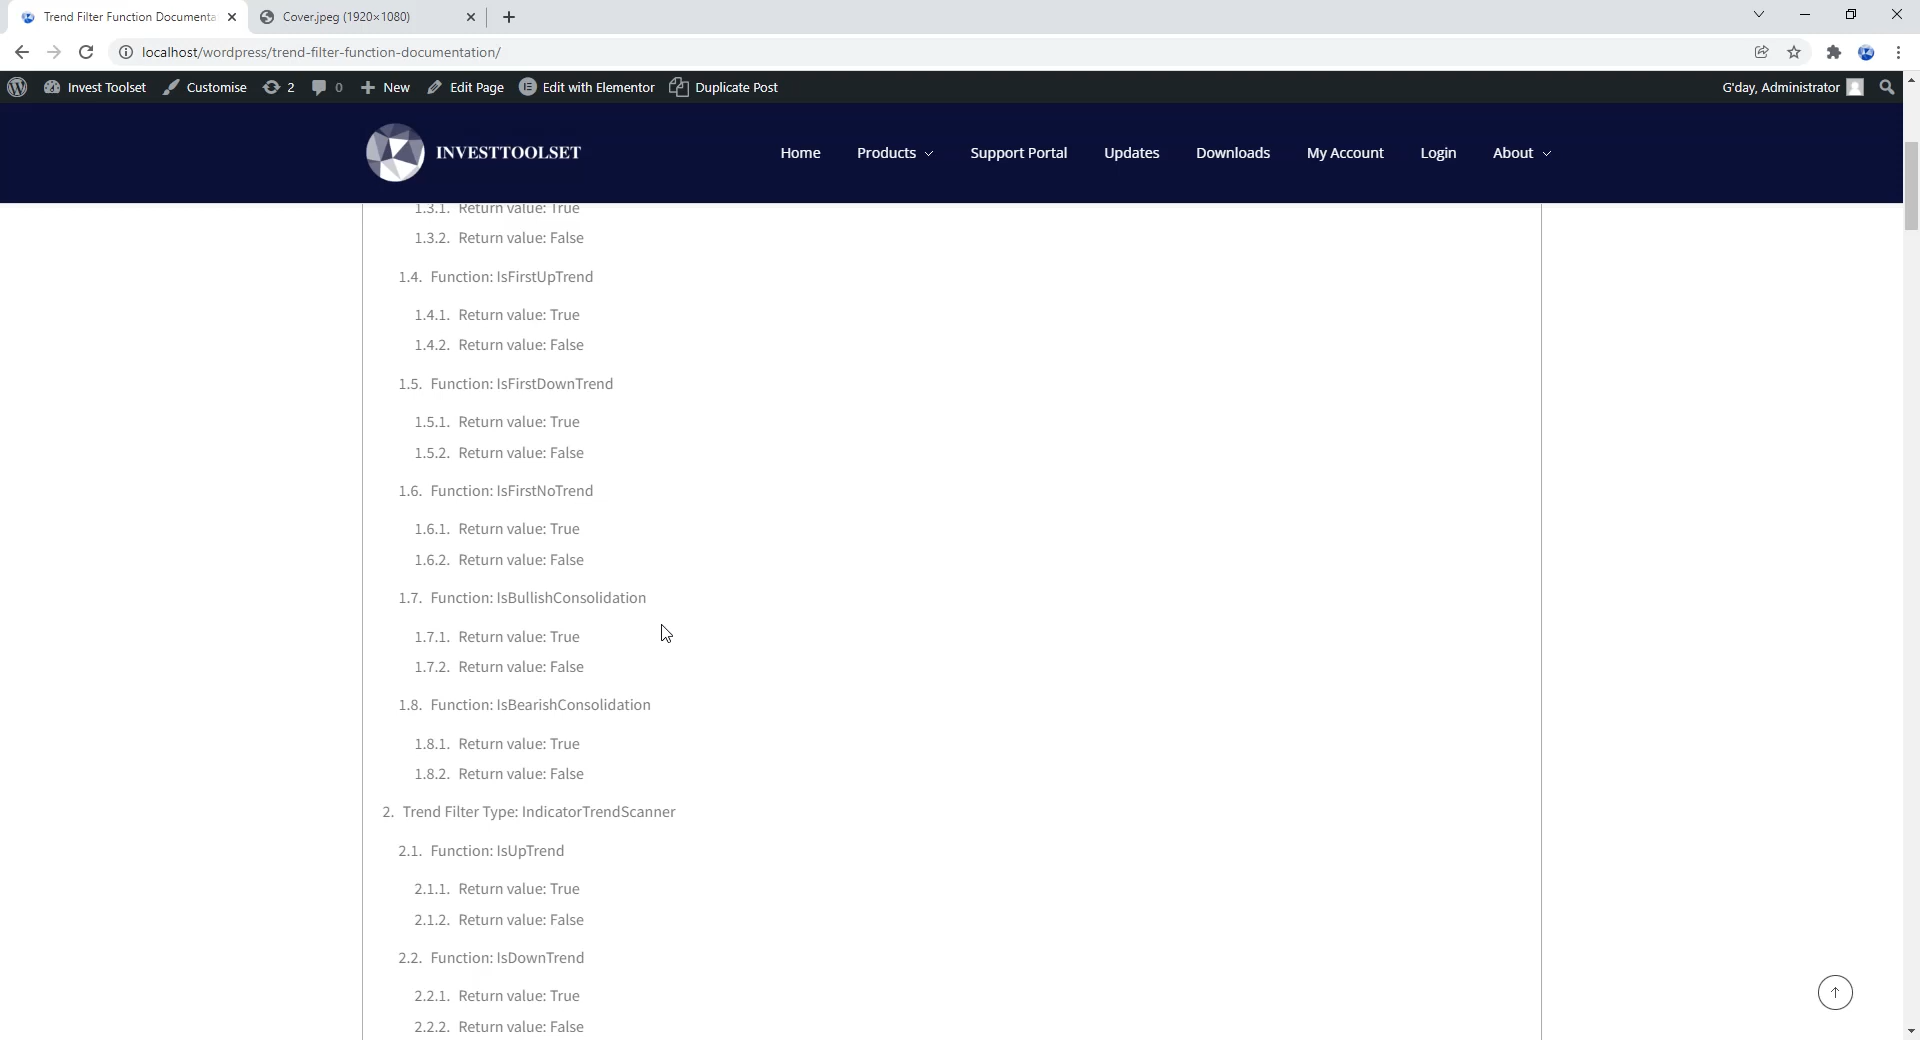 Trend Filter Function Documenta
Cover.jpeg (1920×1080)
localhost/wordpress/trend-filter-function-documentation/
Invest Toolset
Customise
2
0
New
Edit Page
Edit with Elementor
Duplicate Post
G'day, Administrator
INVESTTOOLSET
Home
Products
Support Portal
Updates
Downloads
My Account
Login
About
1.3.1. Return value: True
1.3.2. Return value: False
1.4. Function: IsFirstUpTrend
1.4.1. Return value: True
1.4.2. Return value: False
1.5. Function: IsFirstDownTrend
1.5.1. Return value: True
1.5.2. Return value: False
1.6. Function: IsFirstNoTrend
1.6.1. Return value: True
1.6.2. Return value: False
1.7. Function: IsBullishConsolidation
1.7.1. Return value: True
1.7.2. Return value: False
1.8. Function: IsBearishConsolidation
1.8.1. Return value: True
1.8.2. Return value: False
2. Trend Filter Type: IndicatorTrendScanner
2.1. Function: IsUpTrend
2.1.1. Return value: True
2.1.2. Return value: False
2.2. Function: IsDownTrend
2.2.1. Return value: True
2.2.2. Return value: False